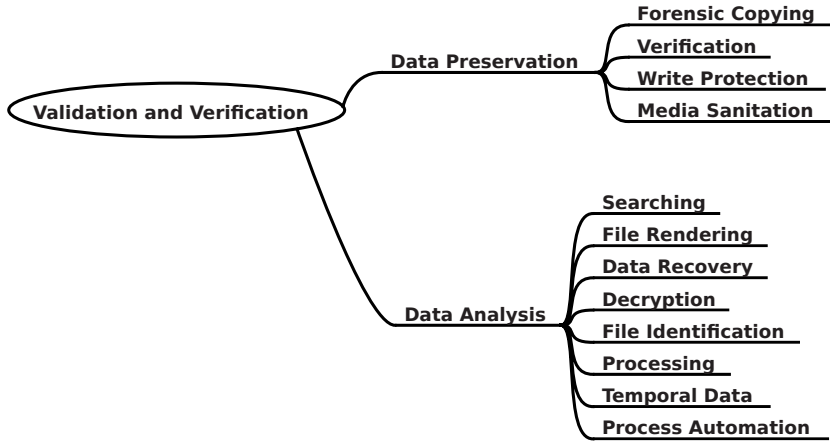 Validation and Verification
Data Preservation
Forensic Copying
Verification
Write Protection
Media Sanitation
Data Analysis
Searching
File Rendering
Data Recovery
Decryption
File Identification
Processing
Temporal Data
Process Automation